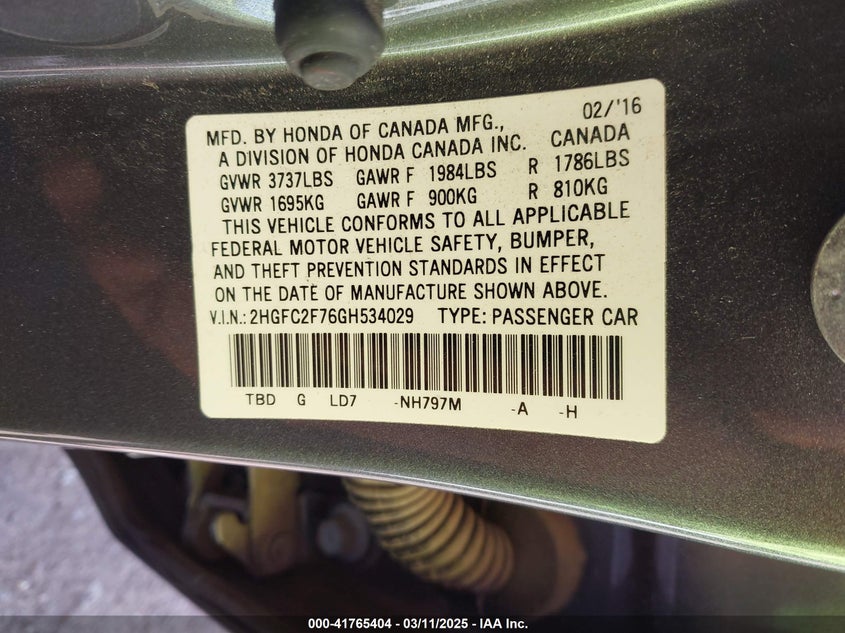 02/'16
MFD. BY HONDA OF CANADA MFG.,
A DIVISION OF HONDA CANADA INC. CANADA
GVWR 3737LBS GAWR F 1984LBS R 1786LBS
GVWR 1695KG GAWR F 900KG R 810KG
THIS VEHICLE CONFORMS TO ALL APPLICABLE
FEDERAL MOTOR VEHICLE SAFETY, BUMPER,
AND THEFT PREVENTION STANDARDS IN EFFECT
ON THE DATE OF MANUFACTURE SHOWN ABOVE.
V.I.N.: 2HGFC2F76GH534029 TYPE: PASSENGER CAR
TBD G LD7 -NH797M -A -H
000-41765404 - 03/11/2025 - IAA Inc.